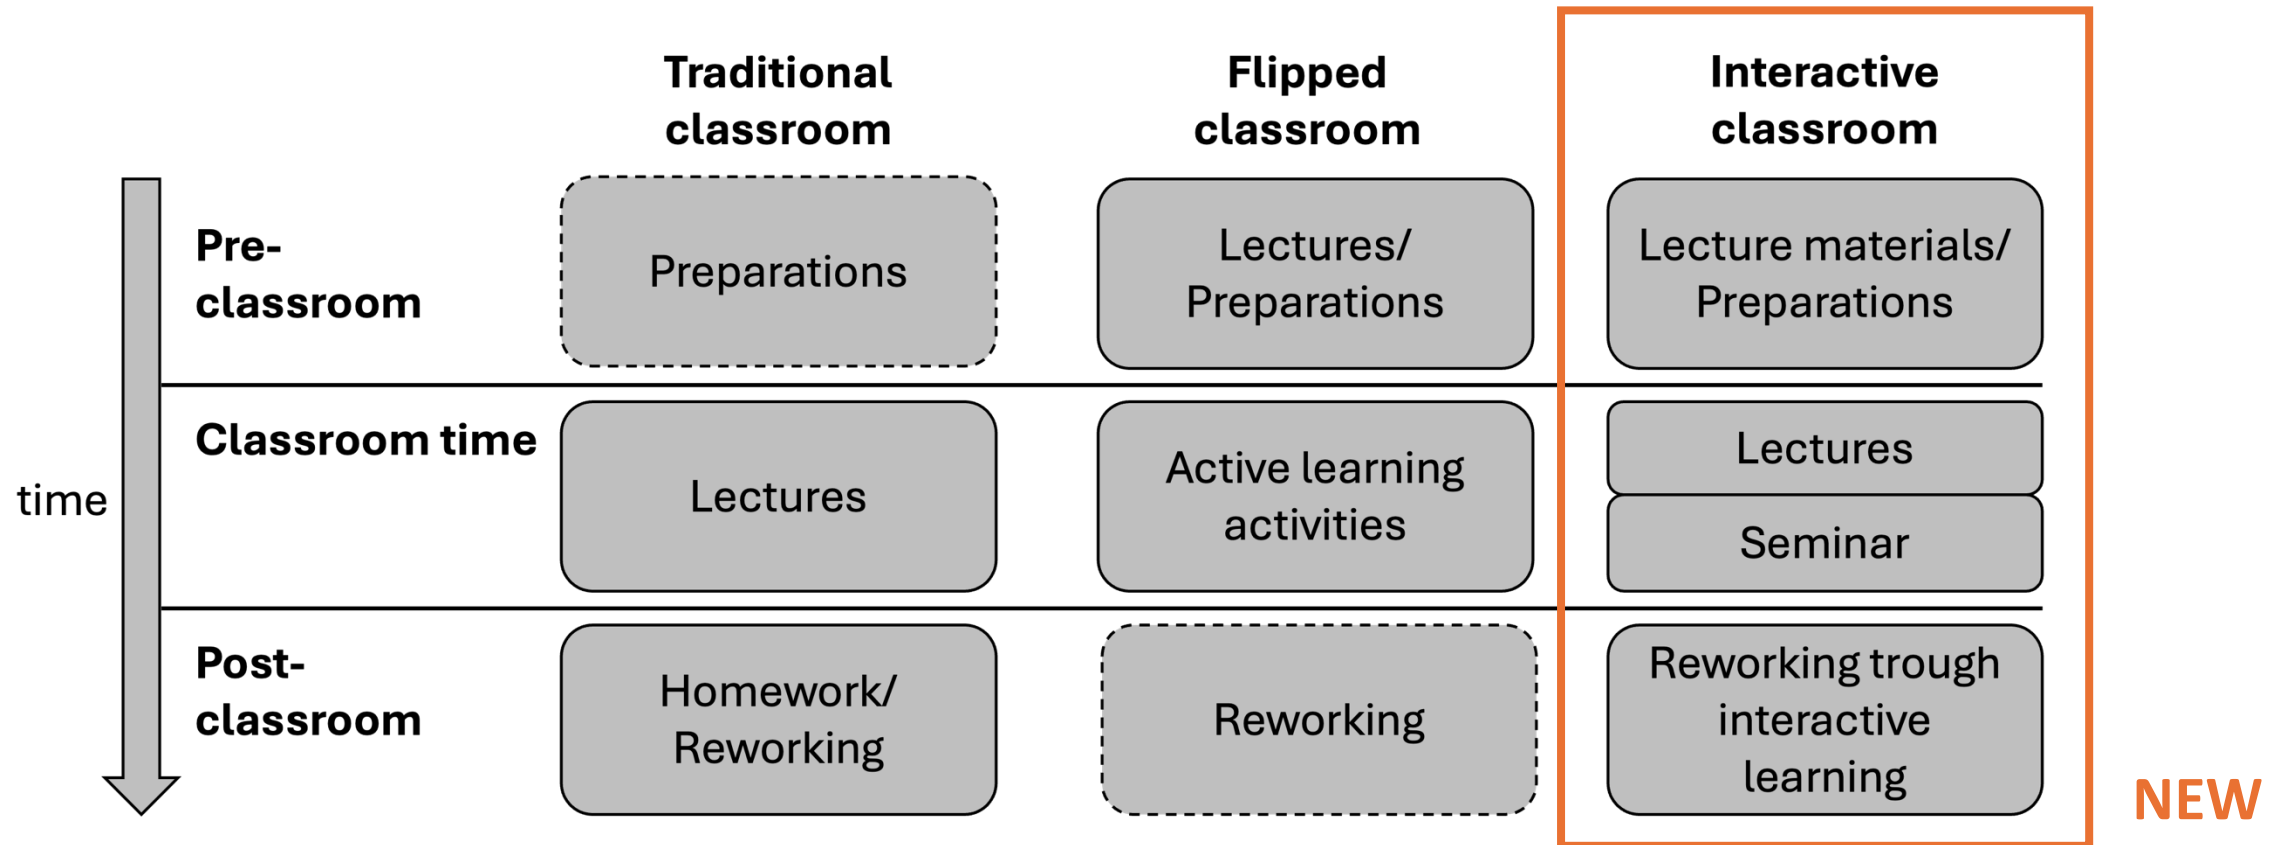 Traditional
classroom
Flipped
classroom
Interactive
classroom
Pre-
classroom
Preparations
Lectures/
Preparations
Lecture materials/
Preparations
time
Classroom time
Lectures
Active learning
activities
Lectures
Seminar
Post-
classroom
Homework/
Reworking
Reworking
Reworking trough
interactive
learning
NEW